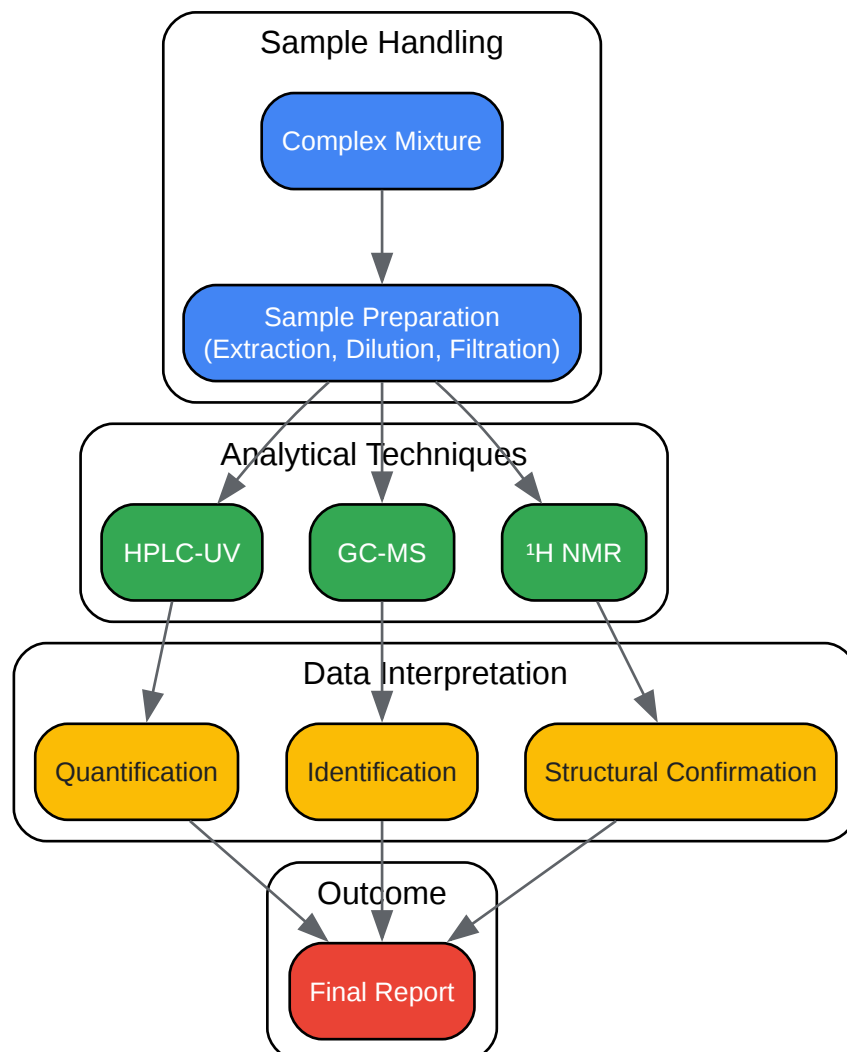 Sample Handling
Complex Mixture
Sample Preparation
(Extraction, Dilution, Filtration)
Analytical Techniques
HPLC-UV
GC-MS
¹H NMR
Data Interpretation
Quantification
Identification
Structural Confirmation
Outcome
Final Report